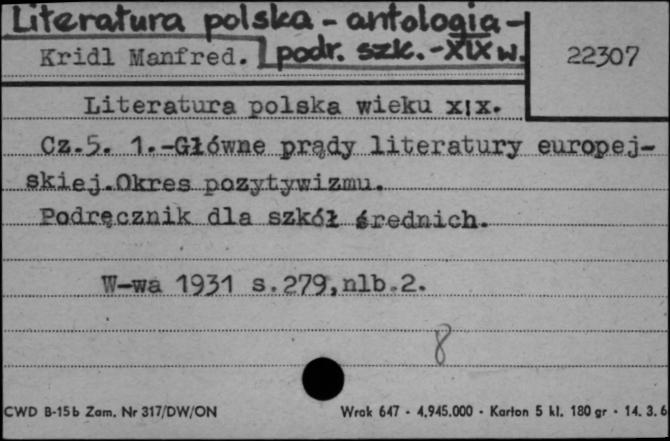 Literatura polska - antologia -
Kridl Manfred. podr. szk. - XIX w.
22307
Literatura polska wieku XIX.
Cz.5. 1.-Główne prądy literatury europej-
skiej.Okres pozytywizmu.
Podręcznik dla szkół średnich.
W-wa 1931 s.279,nlb.2.
8
CWD B-15b Zam. Nr 317/DW/ON
Wrok 647 - 4.945.000 - Karton 5 kl. 180 gr - 14. 3. 6